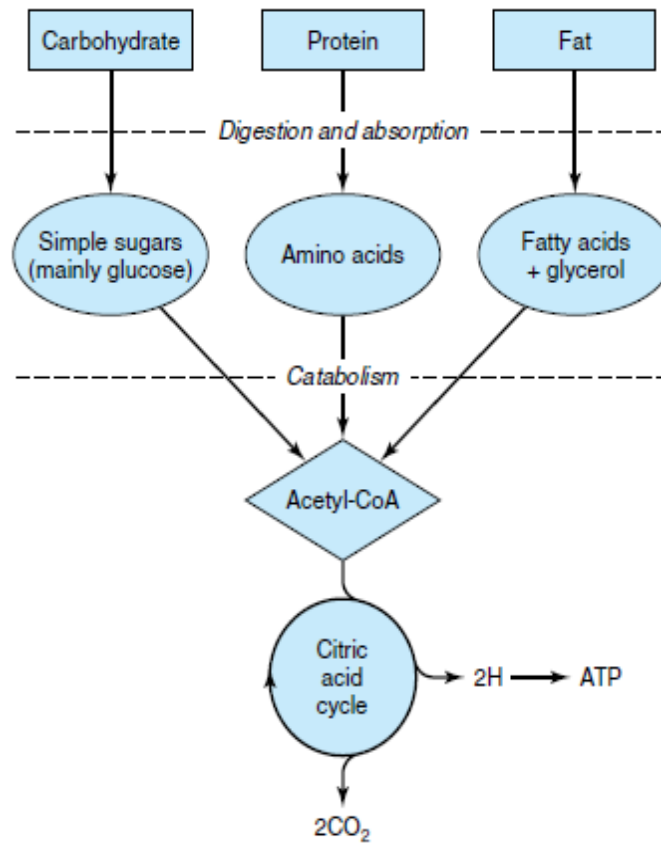 Carbohydrate
Protein
Fat
Digestion and absorption
Simple sugars
(mainly glucose)
Amino acids
Fatty acids
+ glycerol
Catabolism
Acetyl-CoA
Citric
acid
cycle
2H
ATP
2CO₂